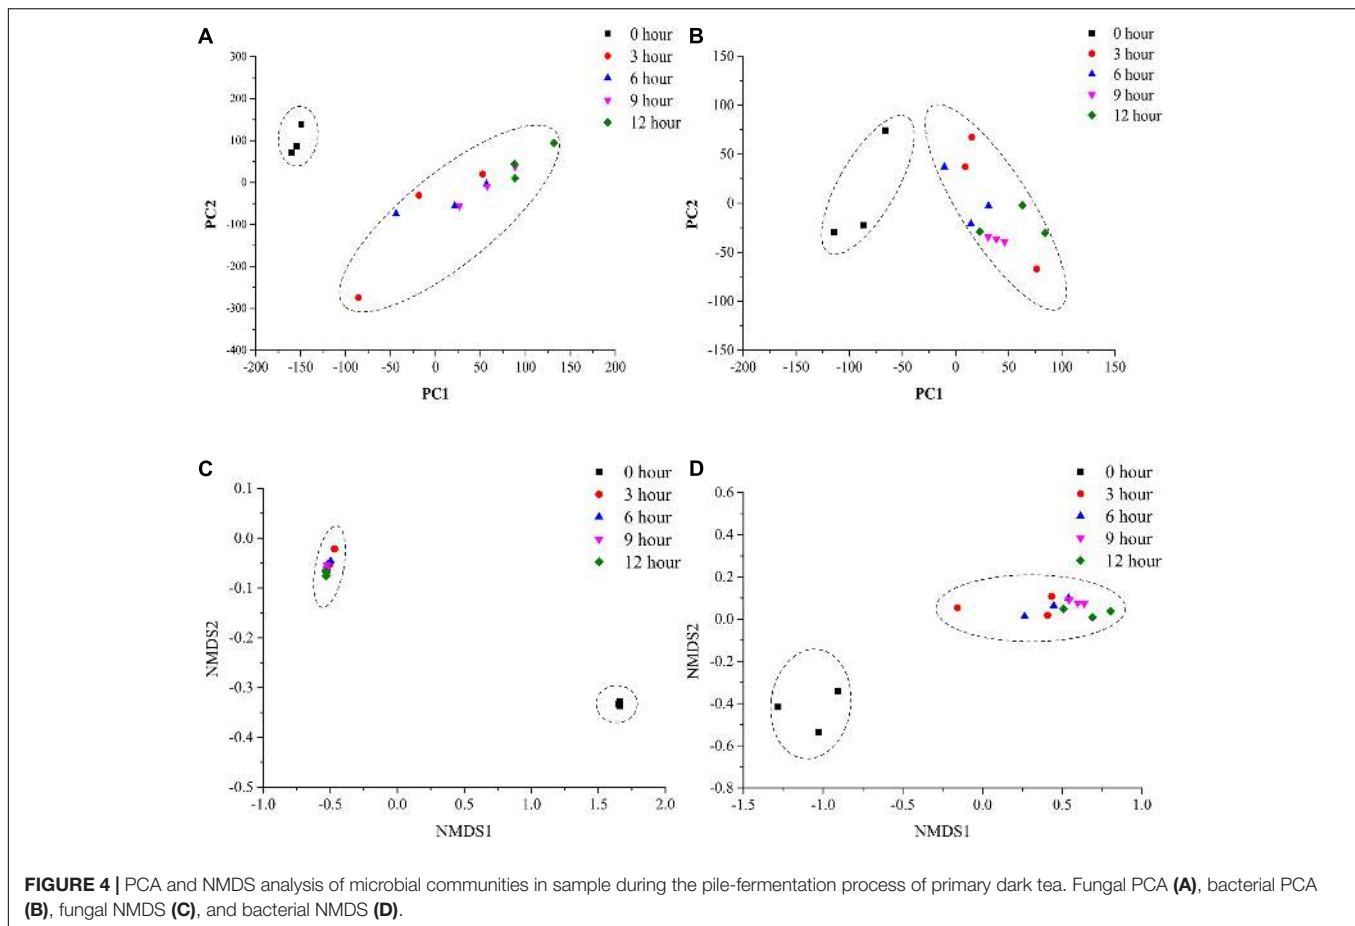 A
0 hour
3 hour
6 hour
9 hour
12 hour
300
200
100
0
-100
-200
-300
-400
PC2
-200 -150 -100 -50 0 50 100 150 200
PC1
B
0 hour
3 hour
6 hour
9 hour
12 hour
150
100
50
0
-50
-100
-150
PC2
-200 -150 -100 -50 0 50 100 150
PC1
C
0 hour
3 hour
6 hour
9 hour
12 hour
0.1
0.0
-0.1
-0.2
-0.3
-0.4
-0.5
NMDS2
-1.0 -0.5 0.0 0.5 1.0 1.5 2.0
NMDS1
D
0 hour
3 hour
6 hour
9 hour
12 hour
0.6
0.4
0.2
0.0
-0.2
-0.4
-0.6
-0.8
NMDS2
-1.5 -1.0 -0.5 0.0 0.5 1.0
NMDS1
FIGURE 4 | PCA and NMDS analysis of microbial communities in sample during the pile-fermentation process of primary dark tea. Fungal PCA (A), bacterial PCA
(B), fungal NMDS (C), and bacterial NMDS (D).